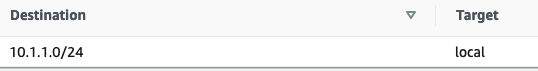 Destination Target
10.1.1.0/24 local